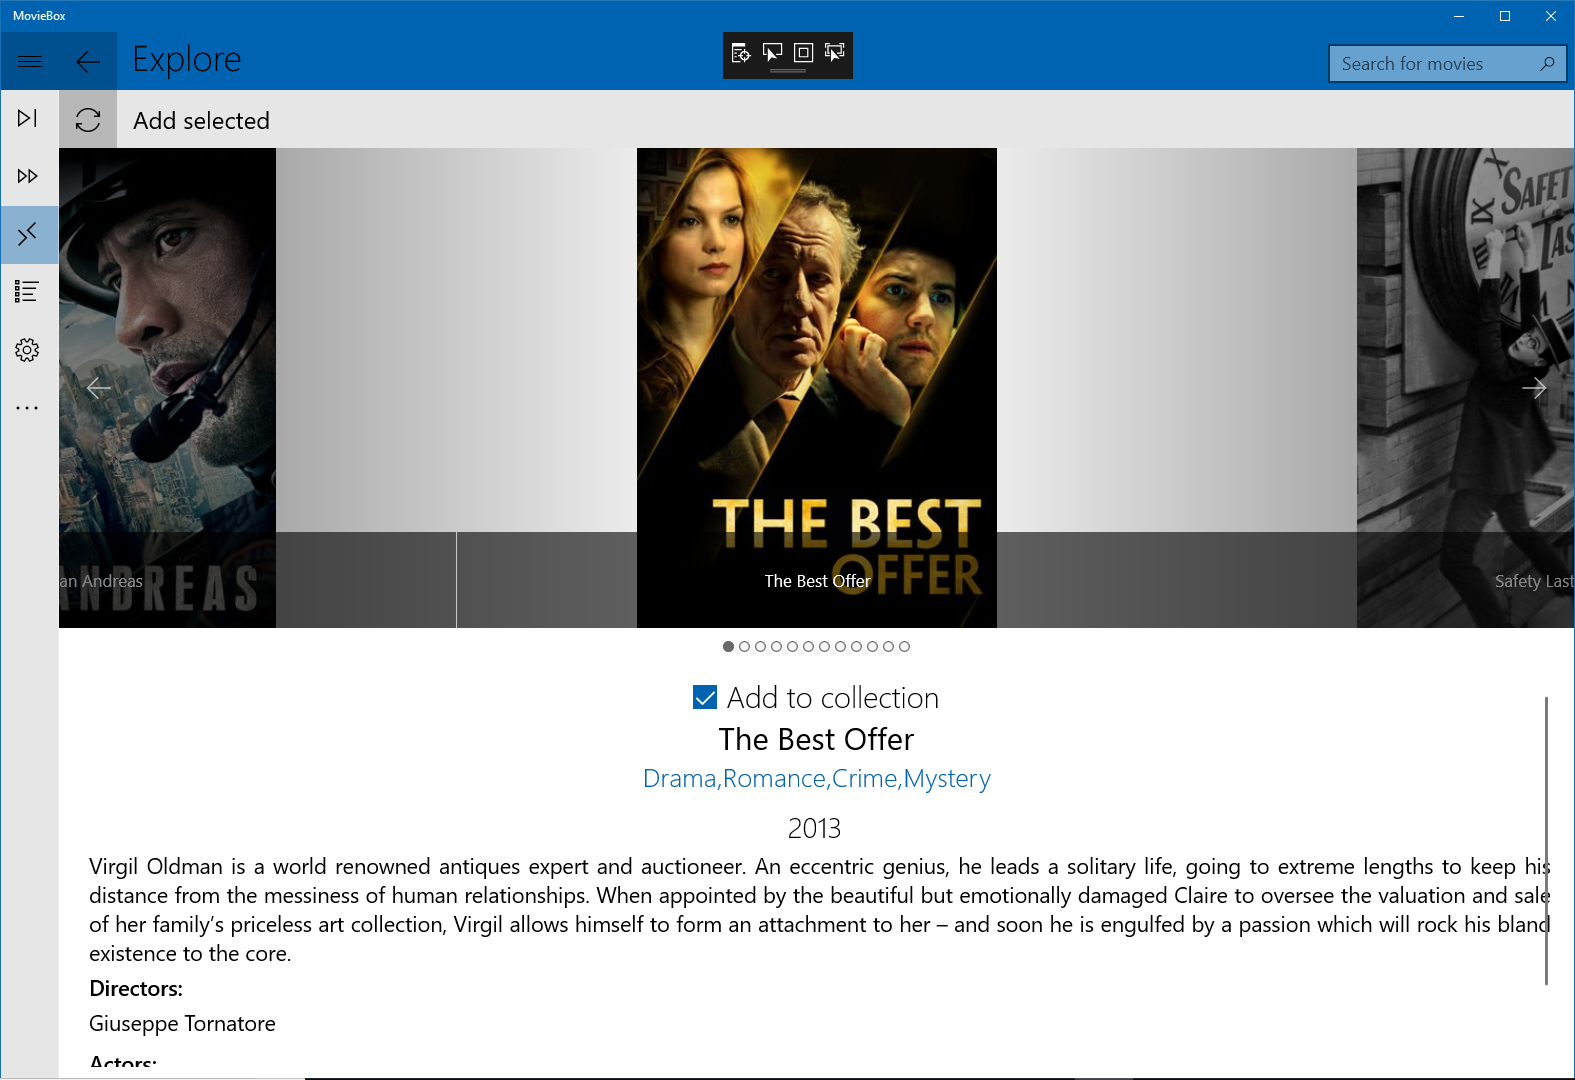 MovieBox
Explore
Search for movies
Add selected
SAFETY
LAS
IX
THE BEST
OFFER
ANDREAS
an Andreas
The Best Offer
Safety Last
Add to collection
The Best Offer
Drama,Romance,Crime,Mystery
2013
Virgil Oldman is a world renowned antiques expert and auctioneer. An eccentric genius, he leads a solitary life, going to extreme lengths to keep his
distance from the messiness of human relationships. When appointed by the beautiful but emotionally damaged Claire to oversee the valuation and sale
of her family’s priceless art collection, Virgil allows himself to form an attachment to her – and soon he is engulfed by a passion which will rock his bland
existence to the core.
Directors:
Giuseppe Tornatore
Actors: